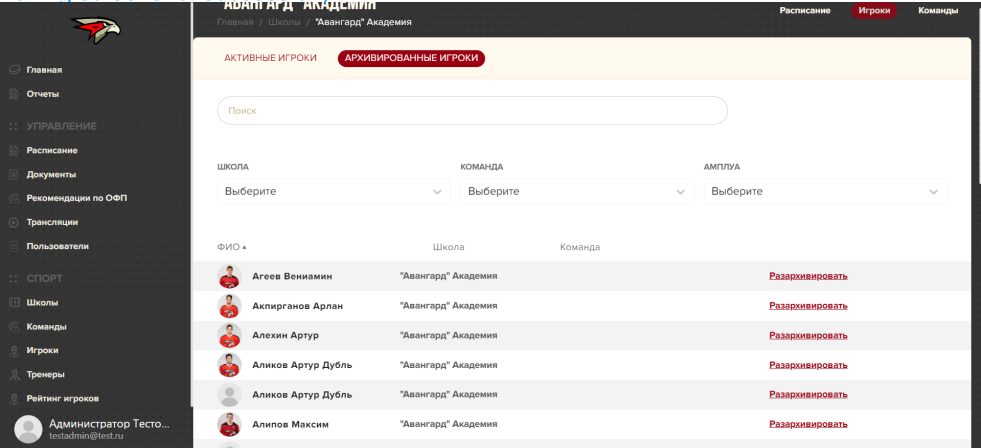 "АВАНГАРД" АКАДЕМИЯ
Главная / Школы / "Авангард" Академия
Расписание Игроки Команды
АКТИВНЫЕ ИГРОКИ АРХИВИРОВАННЫЕ ИГРОКИ
Поиск
ШКОЛА КОМАНДА АМПЛУА
Выберите Выберите Выберите
ФИО Школа Команда
Агеев Вениамин "Авангард" Академия Разархивировать
Акпирганов Арлан "Авангард" Академия Разархивировать
Алехин Артур "Авангард" Академия Разархивировать
Аликов Артур Дубль "Авангард" Академия Разархивировать
Аликов Артур Дубль "Авангард" Академия Разархивировать
Алипов Максим "Авангард" Академия Разархивировать
Главная
Отчеты
УПРАВЛЕНИЕ
Расписание
Документы
Рекомендации по ОФП
Трансляции
Пользователи
СПОРТ
Школы
Команды
Игроки
Тренеры
Рейтинг игроков
Администратор Тесто...
testadmin@test.ru